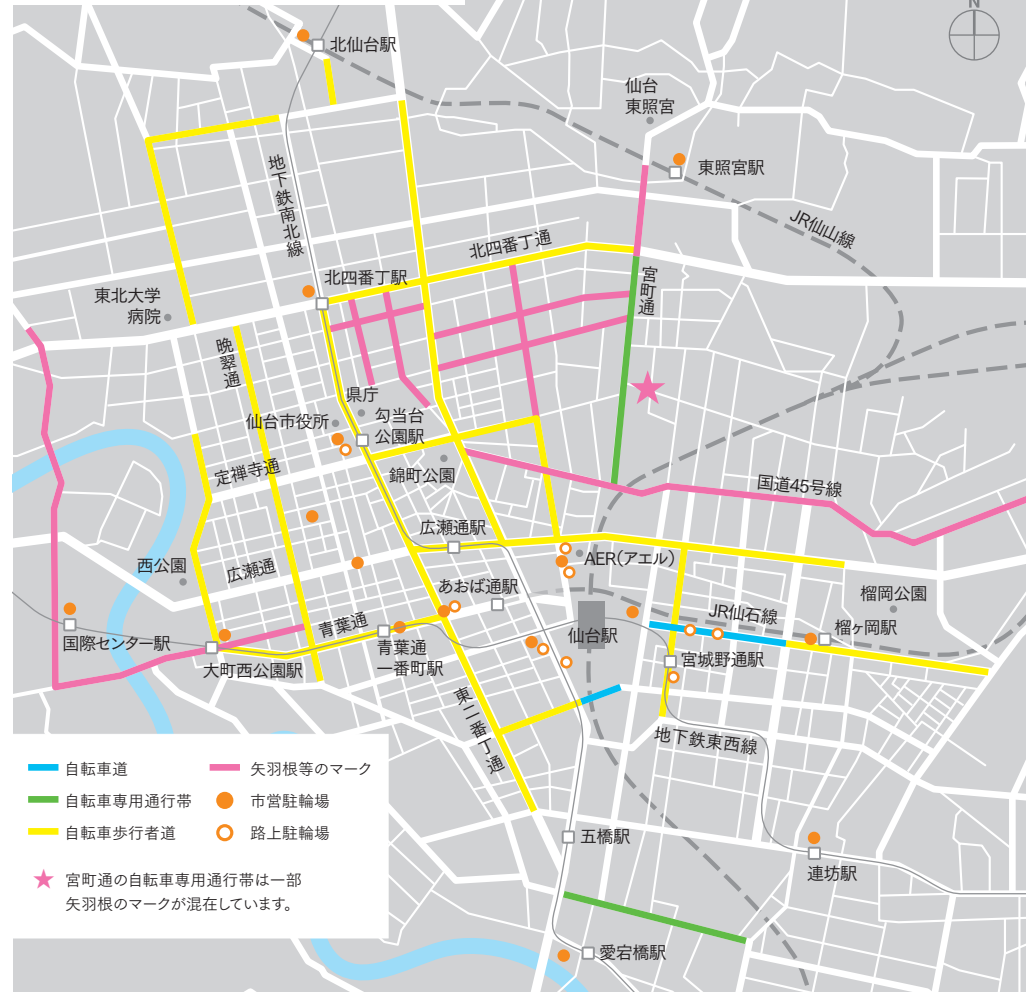 N
北仙台駅
仙台
東照宮
東照宮駅
地下鉄南北線
JR仙山線
北四番丁通
北四番丁駅
宮町通
東北大学
病院
晩翠通
県庁
仙台市役所
勾当台
公園駅
定禅寺通
錦町公園
国道45号線
広瀬通駅
AER(アエル)
西公園
広瀬通
あおば通駅
榴岡公園
JR仙石線
国際センター駅
青葉通
仙台駅
榴ヶ岡駅
大町西公園駅
青葉通
一番町駅
宮城野通駅
東二番丁通
地下鉄東西線
自転車道
矢羽根等のマーク
自転車専用通行帯
市営駐輪場
自転車歩行者道
路上駐輪場
宮町通の自転車専用通行帯は一部
矢羽根のマークが混在しています。
五橋駅
連坊駅
愛宕橋駅